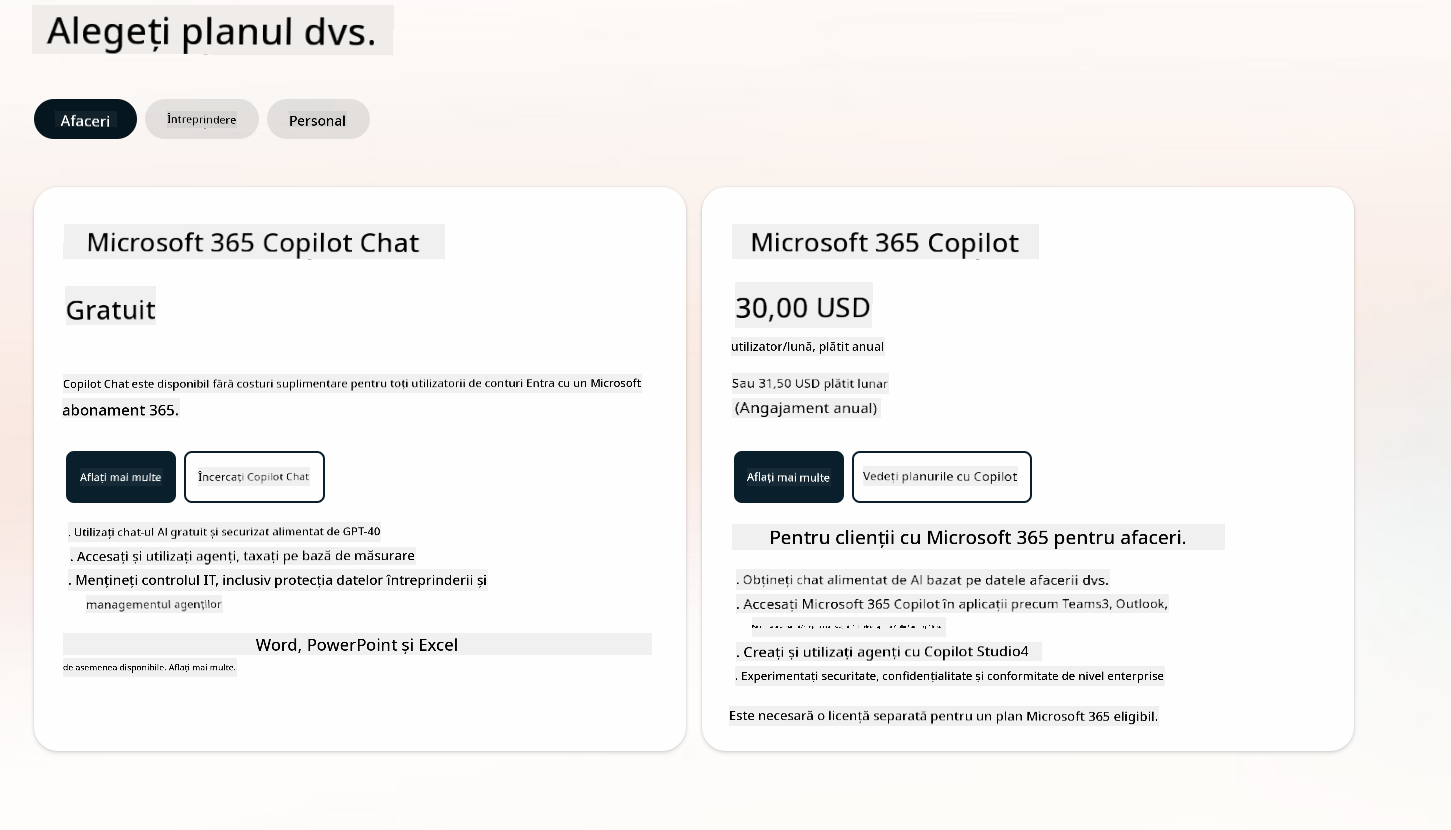 Alegeți planul dvs.
Afaceri
Întreprindere
Personal
Microsoft 365 Copilot Chat
Gratuit
Copilot Chat este disponibil fără costuri suplimentare pentru toți utilizatorii de conturi Entra cu un Microsoft
abonament 365.
Aflați mai multe
Încercați Copilot Chat
. Utilizați chat-ul AI gratuit și securizat alimentat de GPT-40
. Accesați și utilizați agenți, taxați pe bază de măsurare
. Mențineți controlul IT, inclusiv protecția datelor întreprinderii și
managementul agenților
Word, PowerPoint și Excel
de asemenea disponibile. Aflați mai multe.
Microsoft 365 Copilot
30,00 USD
utilizator/lună, plătit anual
Sau 31,50 USD plătit lunar
(Angajament anual)
Aflați mai multe
Vedeți planurile cu Copilot
Pentru clienții cu Microsoft 365 pentru afaceri.
. Obțineți chat alimentat de AI bazat pe datele afacerii dvs.
. Accesați Microsoft 365 Copilot în aplicații precum Teams3, Outlook,
. Creați și utilizați agenți cu Copilot Studio4
. Experimentați securitate, confidențialitate și conformitate de nivel enterprise
Este necesară o licență separată pentru un plan Microsoft 365 eligibil.